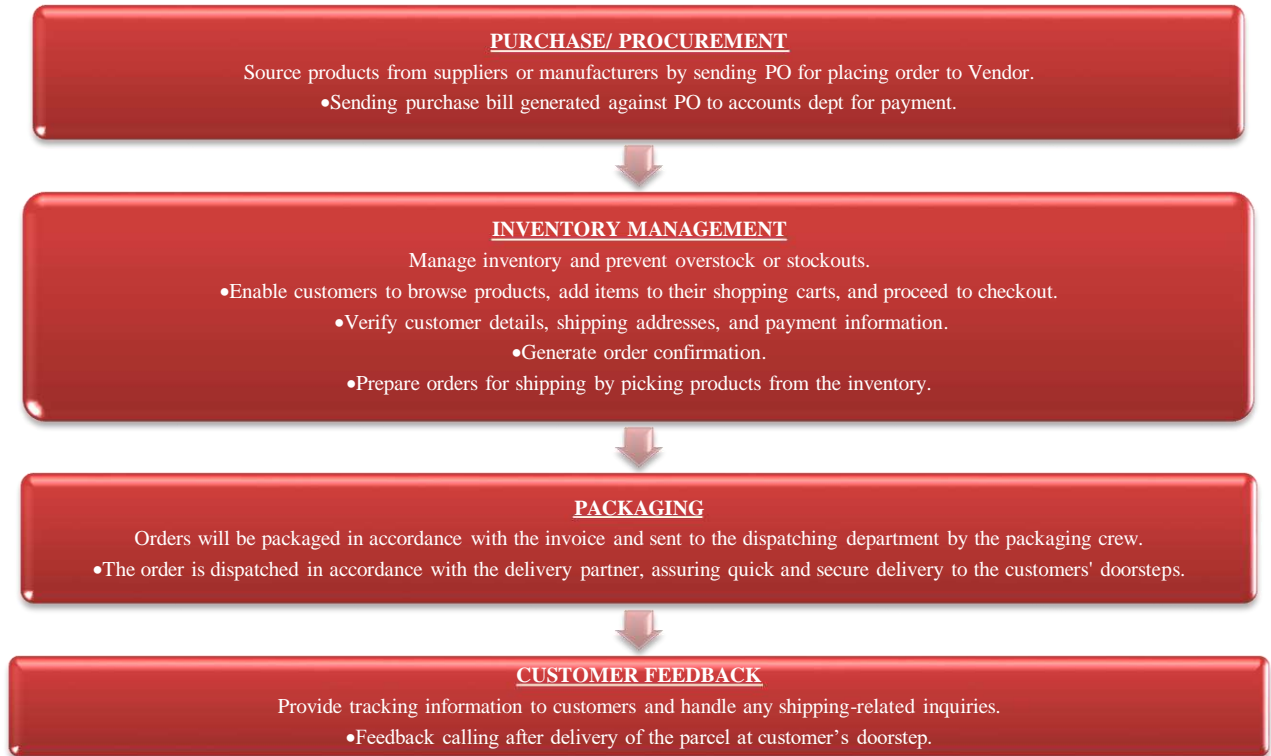 PURCHASE/ PROCUREMENT
Source products from suppliers or manufacturers by sending PO for placing order to Vendor.
•Sending purchase bill generated against PO to accounts dept for payment.
INVENTORY MANAGEMENT
Manage inventory and prevent overstock or stockouts.
•Enable customers to browse products, add items to their shopping carts, and proceed to checkout.
•Verify customer details, shipping addresses, and payment information.
•Generate order confirmation.
•Prepare orders for shipping by picking products from the inventory.
PACKAGING
Orders will be packaged in accordance with the invoice and sent to the dispatching department by the packaging crew.
•The order is dispatched in accordance with the delivery partner, assuring quick and secure delivery to the customers' doorsteps.
CUSTOMER FEEDBACK
Provide tracking information to customers and handle any shipping-related inquiries.
•Feedback calling after delivery of the parcel at customer’s doorstep.